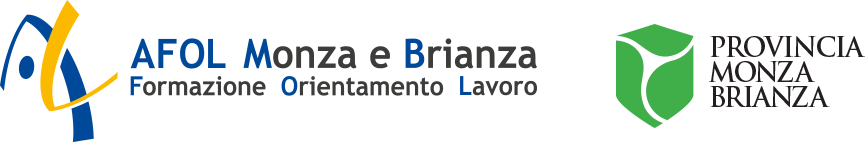 AFOL Monza e Brianza
Formazione Orientamento Lavoro
PROVINCIA
MONZA
BRIANZA